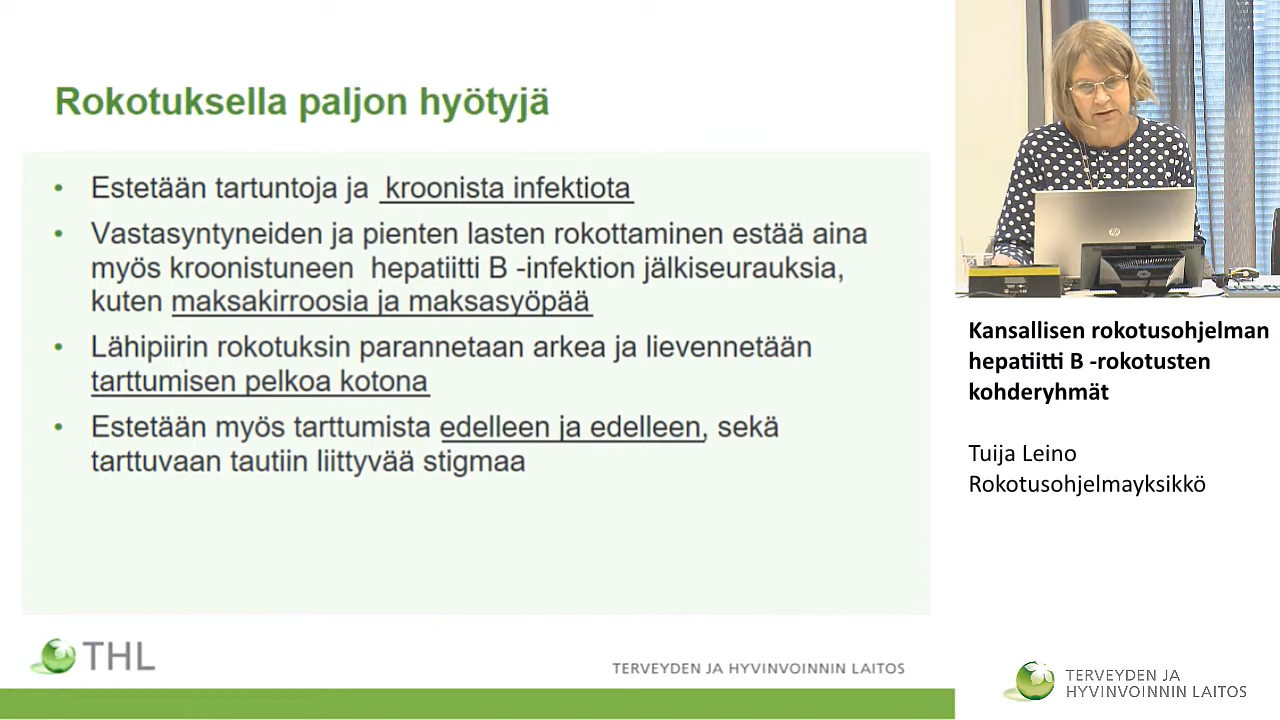 Rokotuksella paljon hyötyjä
• Estetään tartuntoja ja kroonista infektiota
• Vastasyntyneiden ja pienten lasten rokottaminen estää aina
myös kroonistuneen hepatiitti B -infektion jälkiseurauksia,
kuten maksakirroosia ja maksasyöpää
• Lähipiirin rokotuksin parannetaan arkea ja lievennetään
tarttumisen pelkoa kotona
• Estetään myös tarttumista edelleen ja edelleen, sekä
tarttuvaan tautiin liittyvää stigmaa
THL
TERVEYDEN JA HYVINVOINNIN LAITOS
hp
Kansallisen rokotusohjelman
hepatiitti B -rokotusten
kohderyhmät
Tuija Leino
Rokotusohjelmayksikkö
TERVEYDEN JA
HYVINVOINNIN LAITOS